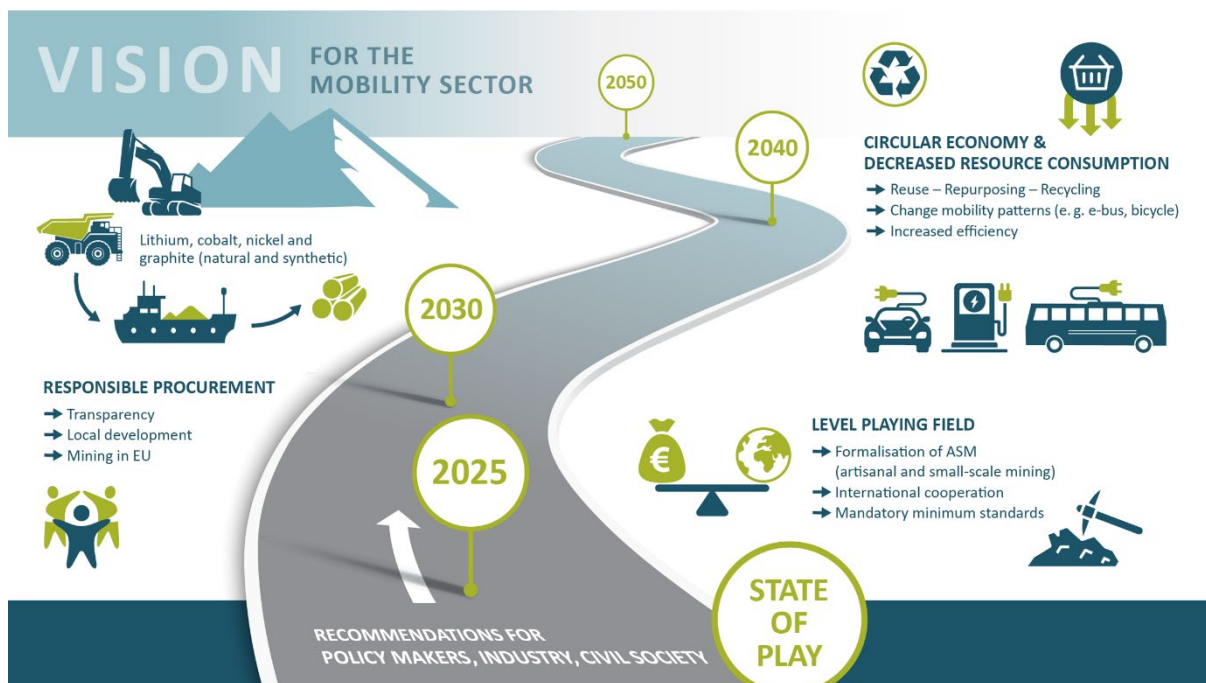 VISION FOR THE
MOBILITY SECTOR
2050
2040
Lithium, cobalt, nickel and
graphite (natural and synthetic)
2030
RESPONSIBLE PROCUREMENT
Transparency
Local development
Mining in EU
2025
CIRCULAR ECONOMY &
DECREASED RESOURCE CONSUMPTION
Reuse – Repurposing – Recycling
Change mobility patterns (e. g. e-bus, bicycle)
Increased efficiency
€
LEVEL PLAYING FIELD
Formalisation of ASM
(artisanal and small-scale mining)
International cooperation
Mandatory minimum standards
STATE
OF
PLAY
RECOMMENDATIONS FOR
POLICY MAKERS, INDUSTRY, CIVIL SOCIETY